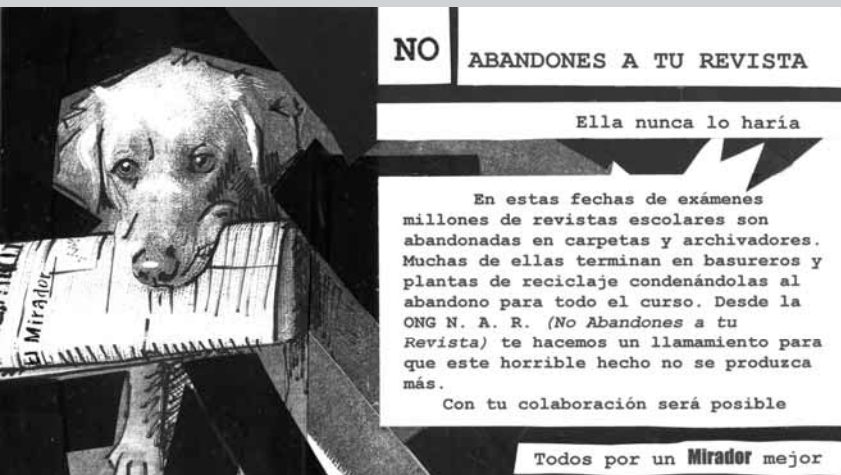 NO ABANDONES A TU REVISTA
Ella nunca lo haría
En estas fechas de exámenes
millones de revistas escolares son
abandonadas en carpetas y archivadores.
Muchas de ellas terminan en basureros y
plantas de reciclaje condenándolas al
abandono para todo el curso. Desde la
ONG N. A. R. (No Abandones a tu
Revista) te hacemos un llamamiento para
que este horrible hecho no se produzca
más.
Con tu colaboración será posible
Todos por un Mirador mejor
El Mirador